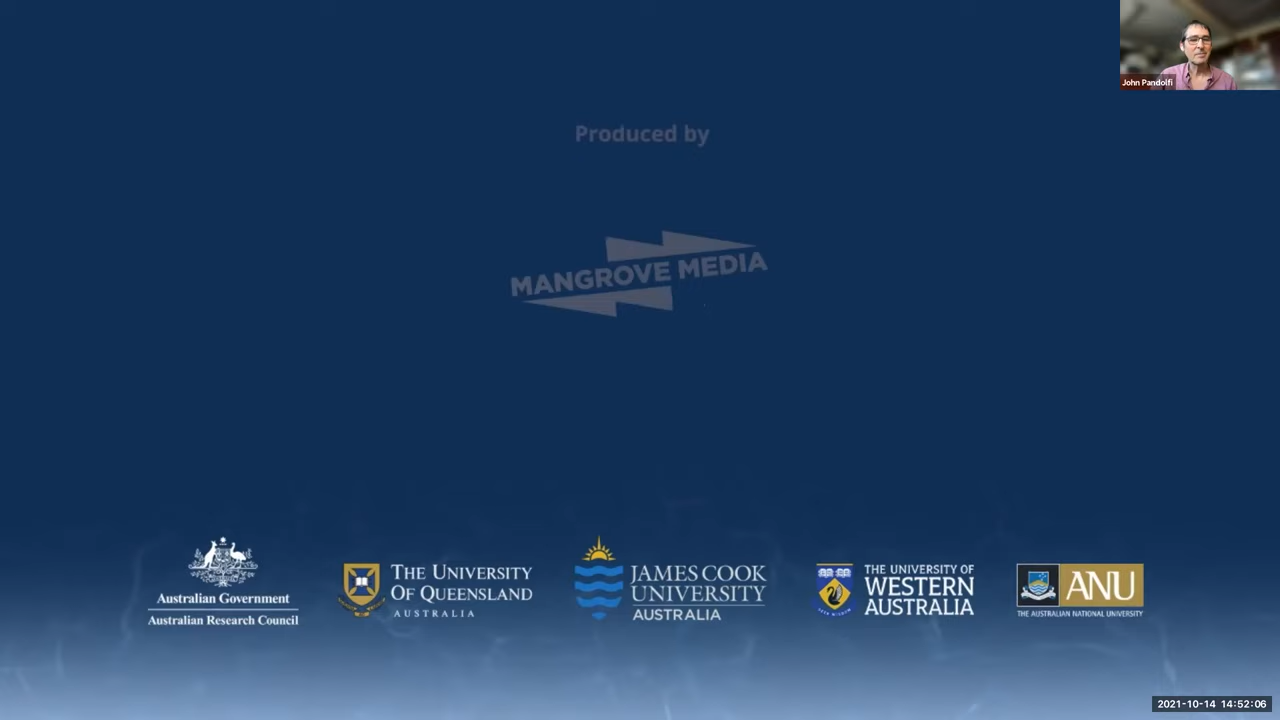 John Pandolfi
Produced by
MANGROVE MEDIA
Australian Government
Australian Research Council
THE UNIVERSITY
OF QUEENSLAND
AUSTRALIA
JAMES COOK
UNIVERSITY
AUSTRALIA
THE UNIVERSITY OF
WESTERN
AUSTRALIA
ANU
THE AUSTRALIAN NATIONAL UNIVERSITY
2021-10-14 14:52:06